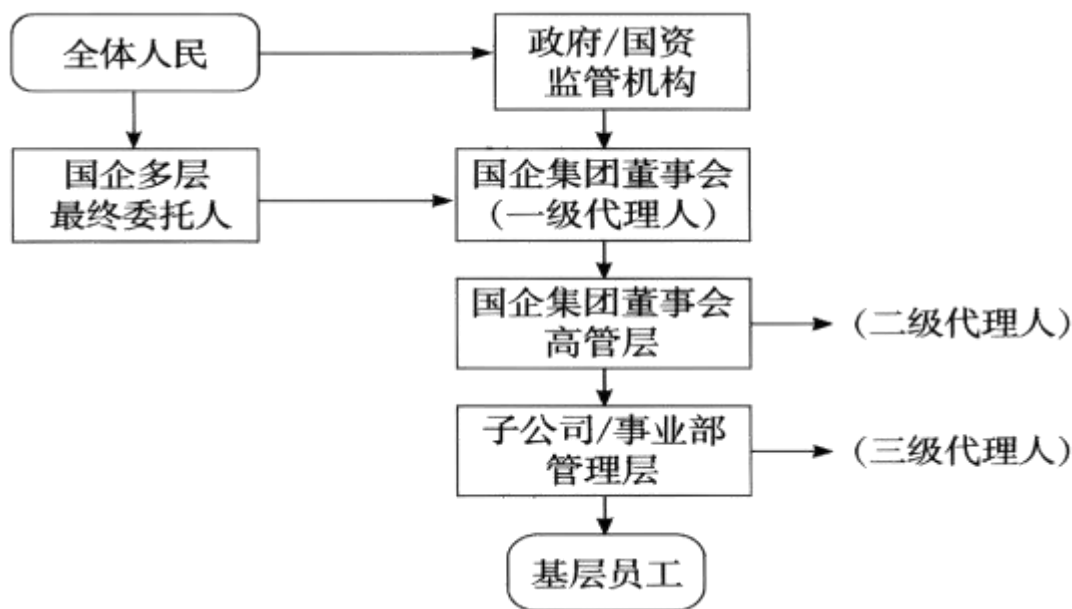 全体人民
政府/国资
监管机构
国企多层
最终委托人
国企集团董事会
(一级代理人)
国企集团董事会
高管层
(二级代理人)
子公司/事业部
管理层
(三级代理人)
基层员工